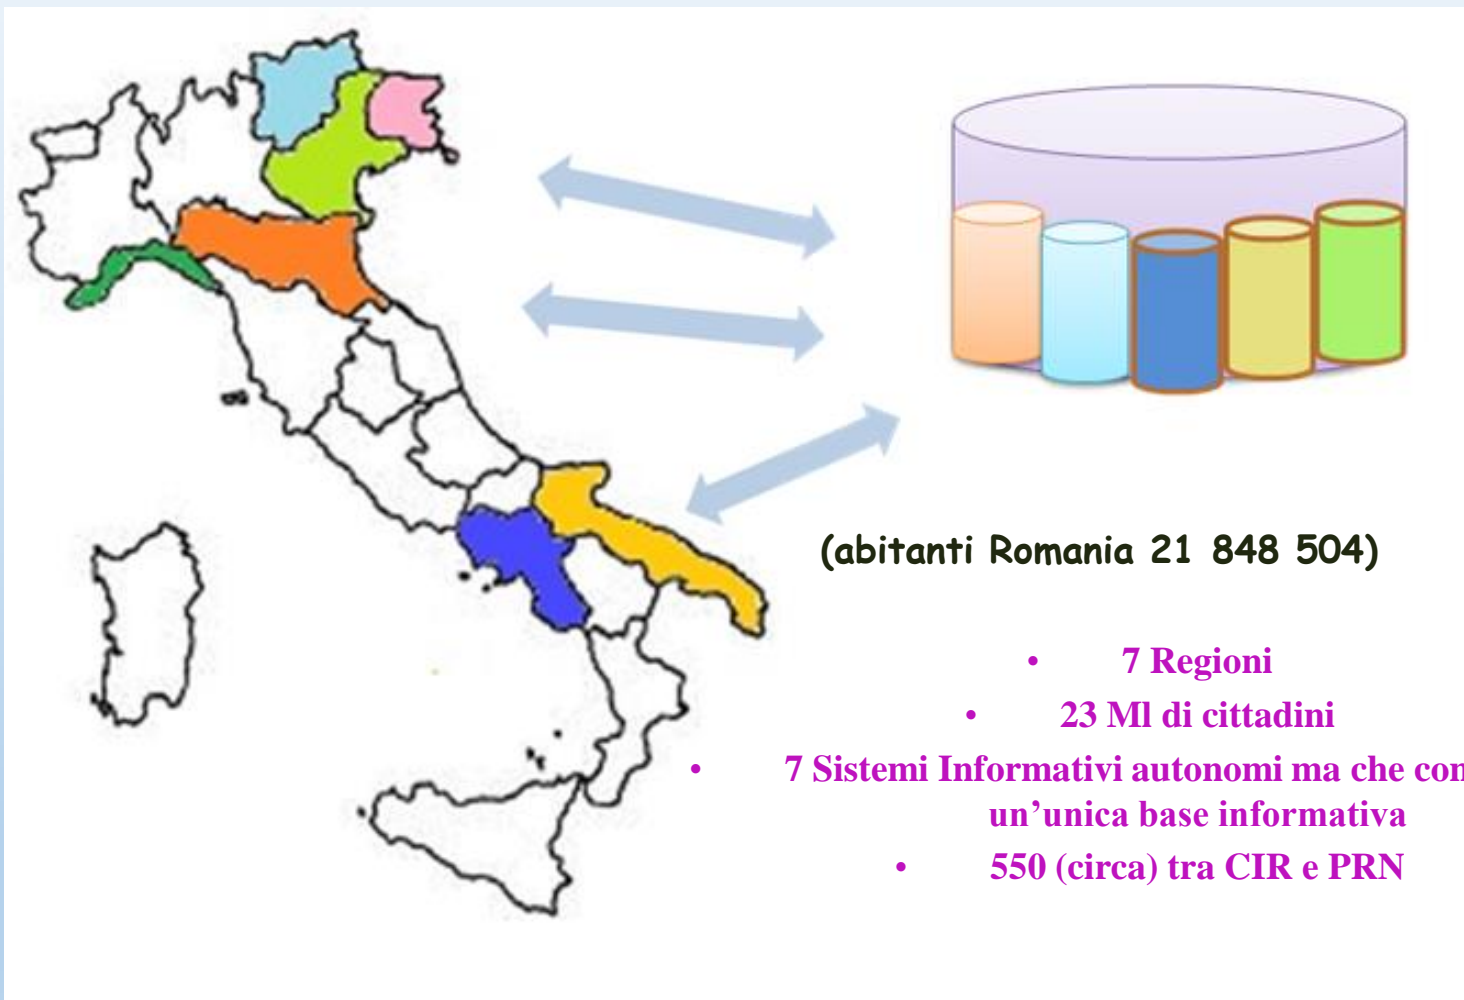 (abitanti Romania 21 848 504)
• 7 Regioni
• 23 Ml di cittadini
• 7 Sistemi Informativi autonomi ma che
un’unica base informativa
• 550 (circa) tra CIR e PRN